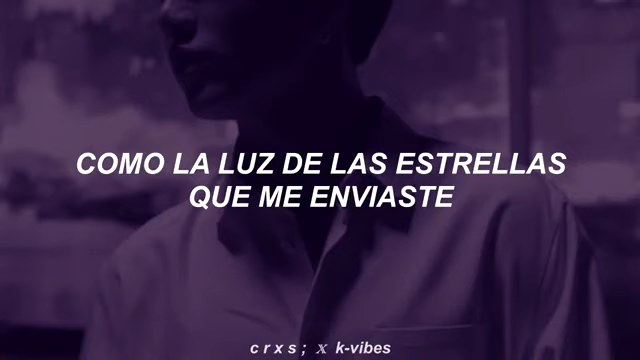 COMO LA LUZ DE LAS ESTRELLAS
QUE ME ENVIASTE
c r x s ; x k-vibes